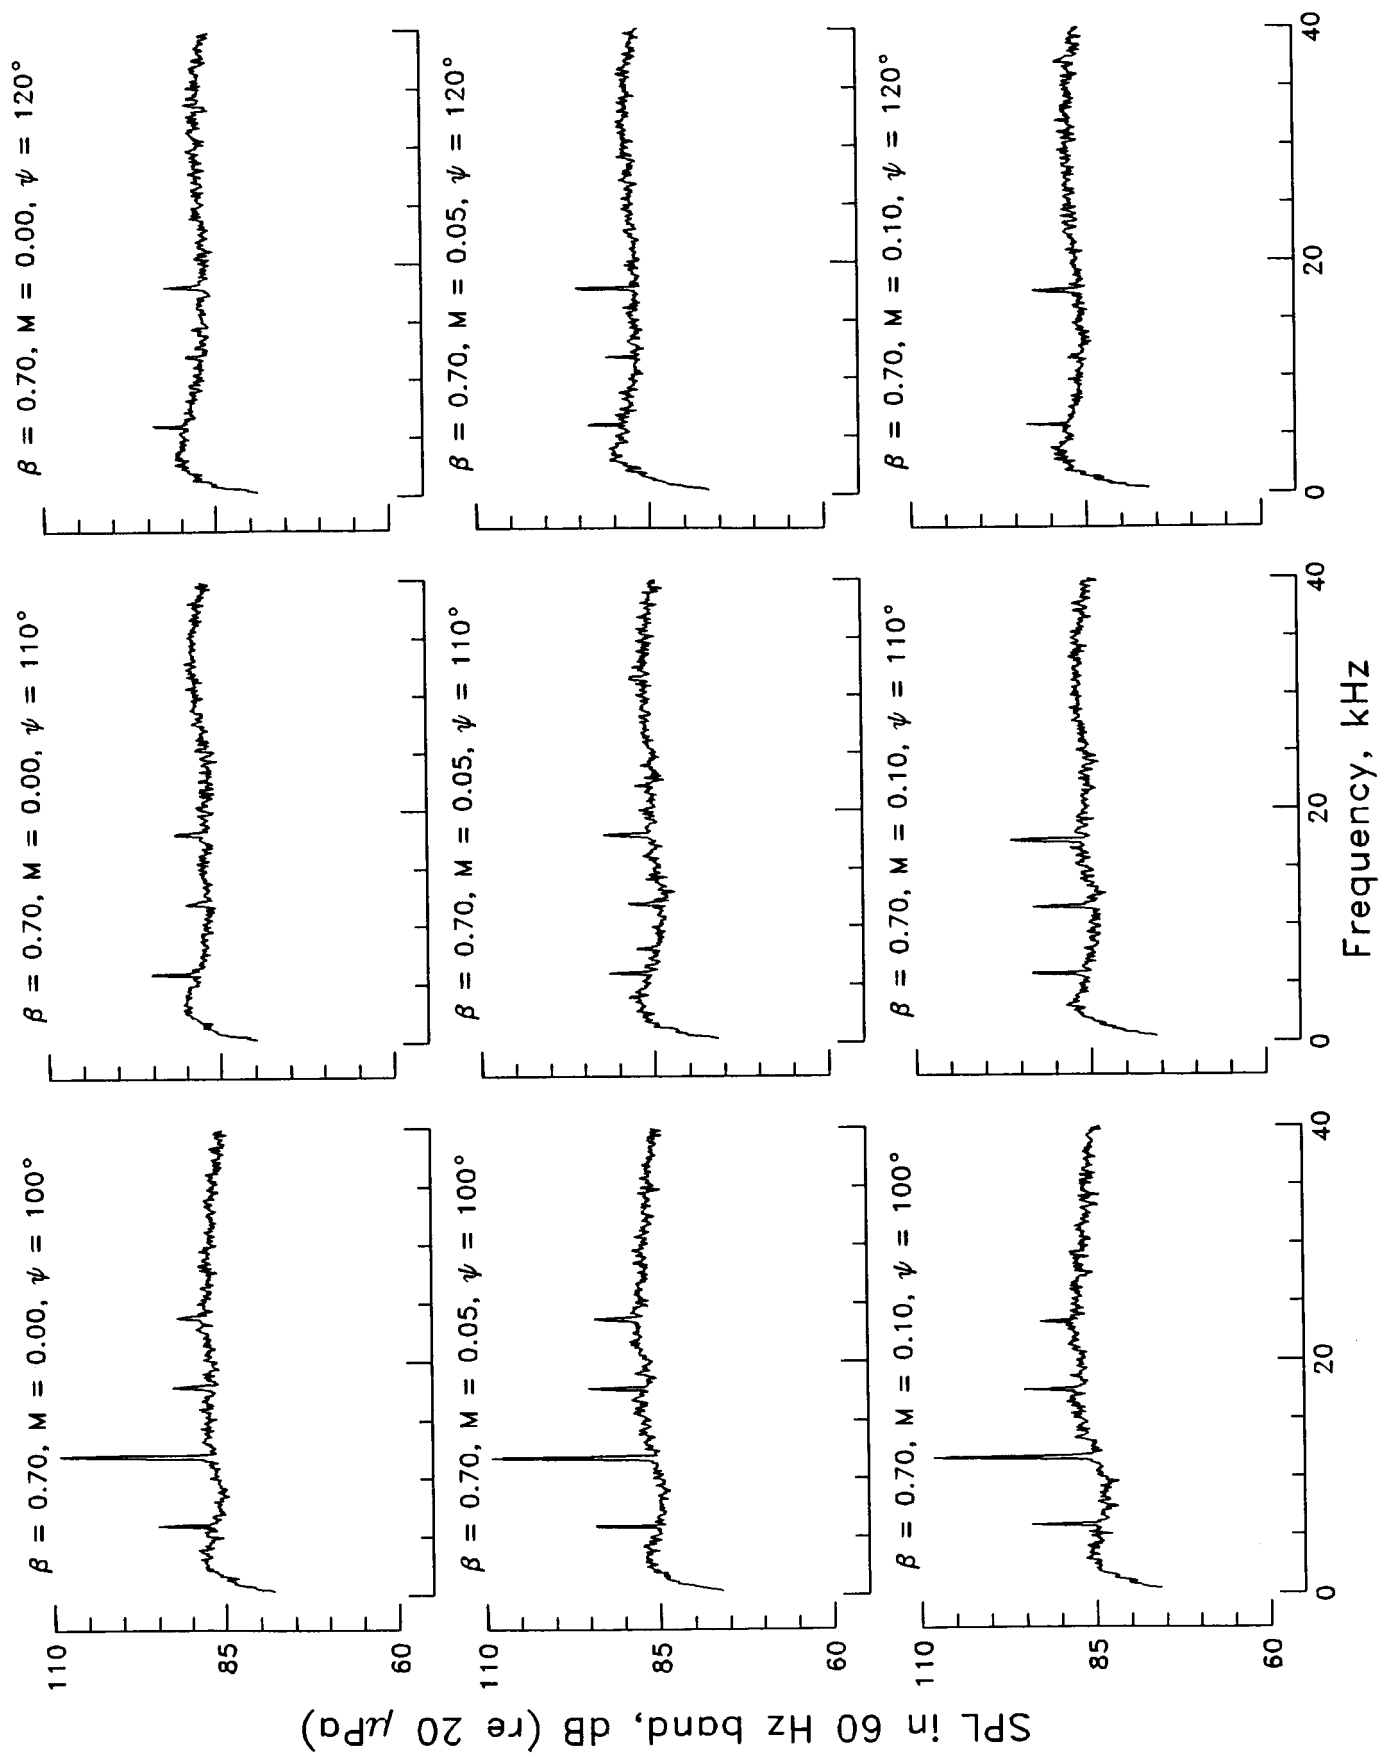 β = 0.70, M = 0.00, ψ = 100°
β = 0.70, M = 0.00, ψ = 110°
β = 0.70, M = 0.00, ψ = 120°
110
85
60
β = 0.70, M = 0.05, ψ = 100°
β = 0.70, M = 0.05, ψ = 110°
β = 0.70, M = 0.05, ψ = 120°
110
85
60
β = 0.70, M = 0.10, ψ = 100°
β = 0.70, M = 0.10, ψ = 110°
β = 0.70, M = 0.10, ψ = 120°
110
85
60
0 20 40
0 20 40
0 20 40
SPL in 60 Hz band, dB (re 20 μPa)
Frequency, kHz